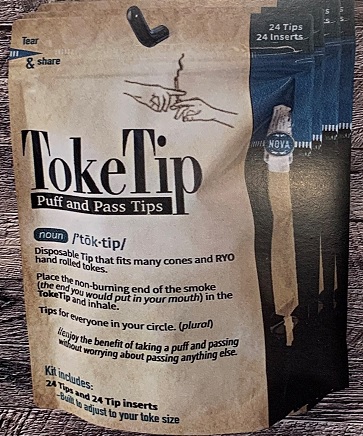 Tear
& share
24 Tips
24 Inserts
NOVA
TokeTip
Puff and Pass Tips
noun /'tōk·tip/
Disposable Tip that fits many cones and RYO
hand rolled tokes.
Place the non-burning end of the smoke
(the end you would put in your mouth) in the
TokeTip and inhale.
Tips for everyone in your circle. (plural)
//enjoy the benefit of taking a puff and passing
without worrying about passing anything else.
Kit includes:
24 Tips and 24 Tip inserts
-Built to adjust to your toke size